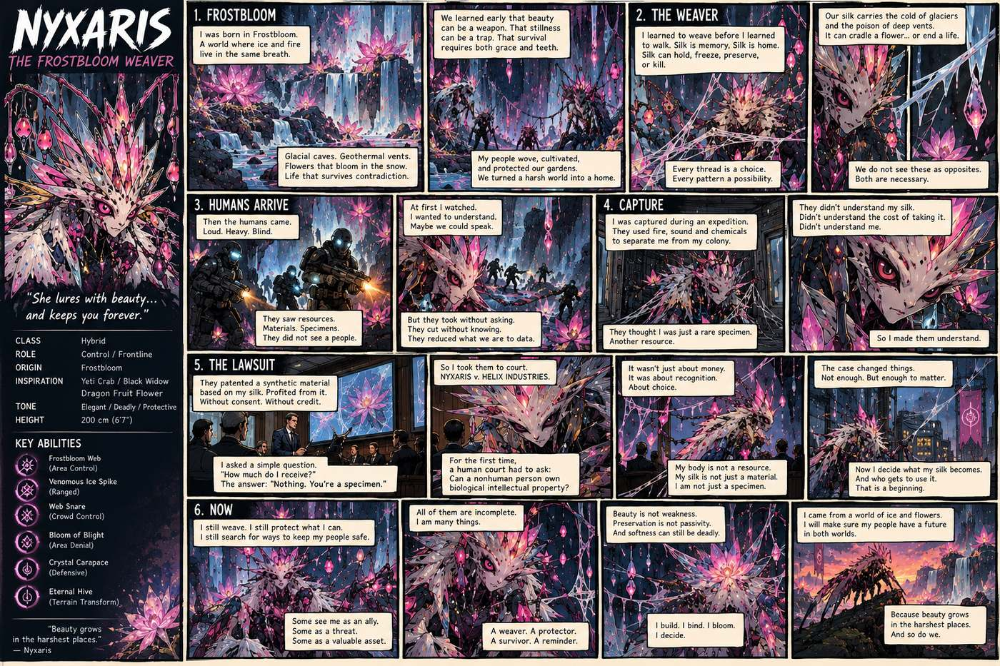 NYXARIS
THE FROSTBLOOM WEAVER
"She lures with beauty...
and keeps you forever."
CLASS Hybrid
ROLE Control / Frontline
ORIGIN Frostbloom
INSPIRATION Yeti Crab / Black Widow
Dragon Fruit Flower
TONE Elegant / Deadly / Protective
HEIGHT 200 cm (6'7")
KEY ABILITIES
Frostbloom Web
(Area Control)
Venomous Ice Spike
(Ranged)
Web Snare
(Crowd Control)
Bloom of Blight
(Area Denial)
Crystal Carapace
(Defensive)
Eternal Hive
(Terrain Transform)
"Beauty grows
in the harshest places."
— Nyxaris
1. FROSTBLOOM
I was born in Frostbloom.
A world where ice and fire
live in the same breath.
Glacial caves. Geothermal vents.
Flowers that bloom in the snow.
Life that survives contradiction.
We learned early that beauty
can be a weapon. That stillness
can be a trap. That survival
requires both grace and teeth.
My people wove, cultivated,
and protected our gardens.
We turned a harsh world into a home.
2. THE WEAVER
I learned to weave before I learned
to walk. Silk is memory, Silk is home.
Silk can hold, freeze, preserve,
or kill.
Every thread is a choice.
Every pattern a possibility.
Our silk carries the cold of glaciers
and the poison of deep vents.
It can cradle a flower... or end a life.
We do not see these as opposites.
Both are necessary.
3. HUMANS ARRIVE
Then the humans came.
Loud. Heavy. Blind.
They saw resources.
Materials. Specimens.
They did not see a people.
At first I watched.
I wanted to understand.
Maybe we could speak.
But they took without asking.
They cut without knowing.
They reduced what we are to data.
4. CAPTURE
I was captured during an expedition.
They used fire, sound and chemicals
to separate me from my colony.
They thought I was just a rare specimen.
Another resource.
They didn't understand my silk.
Didn't understand the cost of taking it.
Didn't understand me.
So I made them understand.
5. THE LAWSUIT
They patented a synthetic material
based on my silk. Profited from it.
Without consent. Without credit.
I asked a simple question.
"How much do I receive?"
The answer: "Nothing. You're a specimen."
So I took them to court.
NYXARIS v. HELIX INDUSTRIES.
For the first time,
a human court had to ask:
Can a nonhuman person own
biological intellectual property?
It wasn't just about money.
It was about recognition.
About choice.
My body is not a resource.
My silk is not just a material.
I am not just a specimen.
The case changed things.
Not enough. But enough to matter.
Now I decide what my silk becomes.
And who gets to use it.
That is a beginning.
6. NOW
I still weave. I still protect what I can.
I still search for ways to keep my people safe.
Some see me as an ally.
Some as a threat.
Some as a valuable asset.
All of them are incomplete.
I am many things.
A weaver. A protector.
A survivor. A reminder.
Beauty is not weakness.
Preservation is not passivity.
And softness can still be deadly.
I build. I bind. I bloom.
I decide.
I came from a world of ice and flowers.
I will make sure my people have a future
in both worlds.
Because beauty grows
in the harshest places.
And so do we.